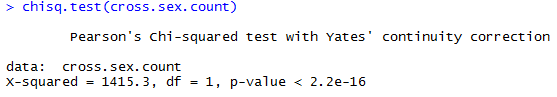 > chisq.test(cross.sex.count)
Pearson's Chi-squared test with Yates' continuity correction
data:  cross.sex.count
X-squared = 1415.3, df = 1, p-value < 2.2e-16